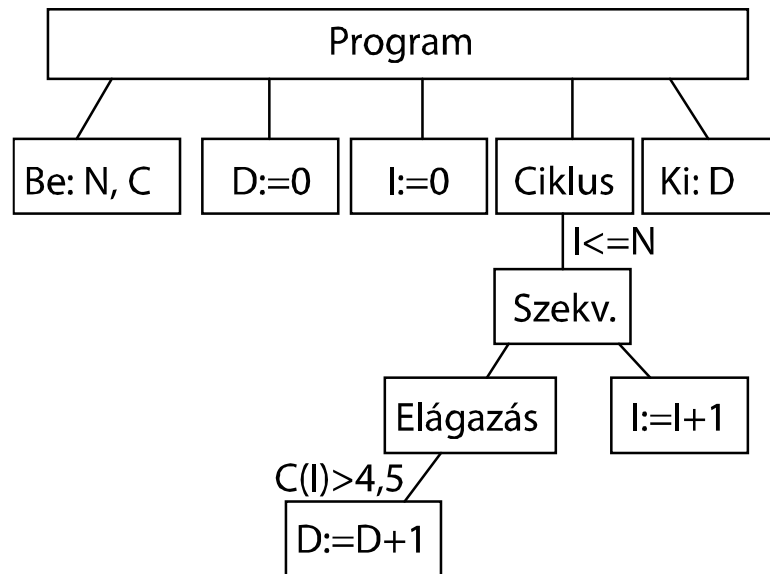 Program
Be: N, C
D:=0
I:=0
Ciklus
Ki: D
I<=N
Szekv.
Elágazás
I:=I+1
C(I)>4,5
D:=D+1